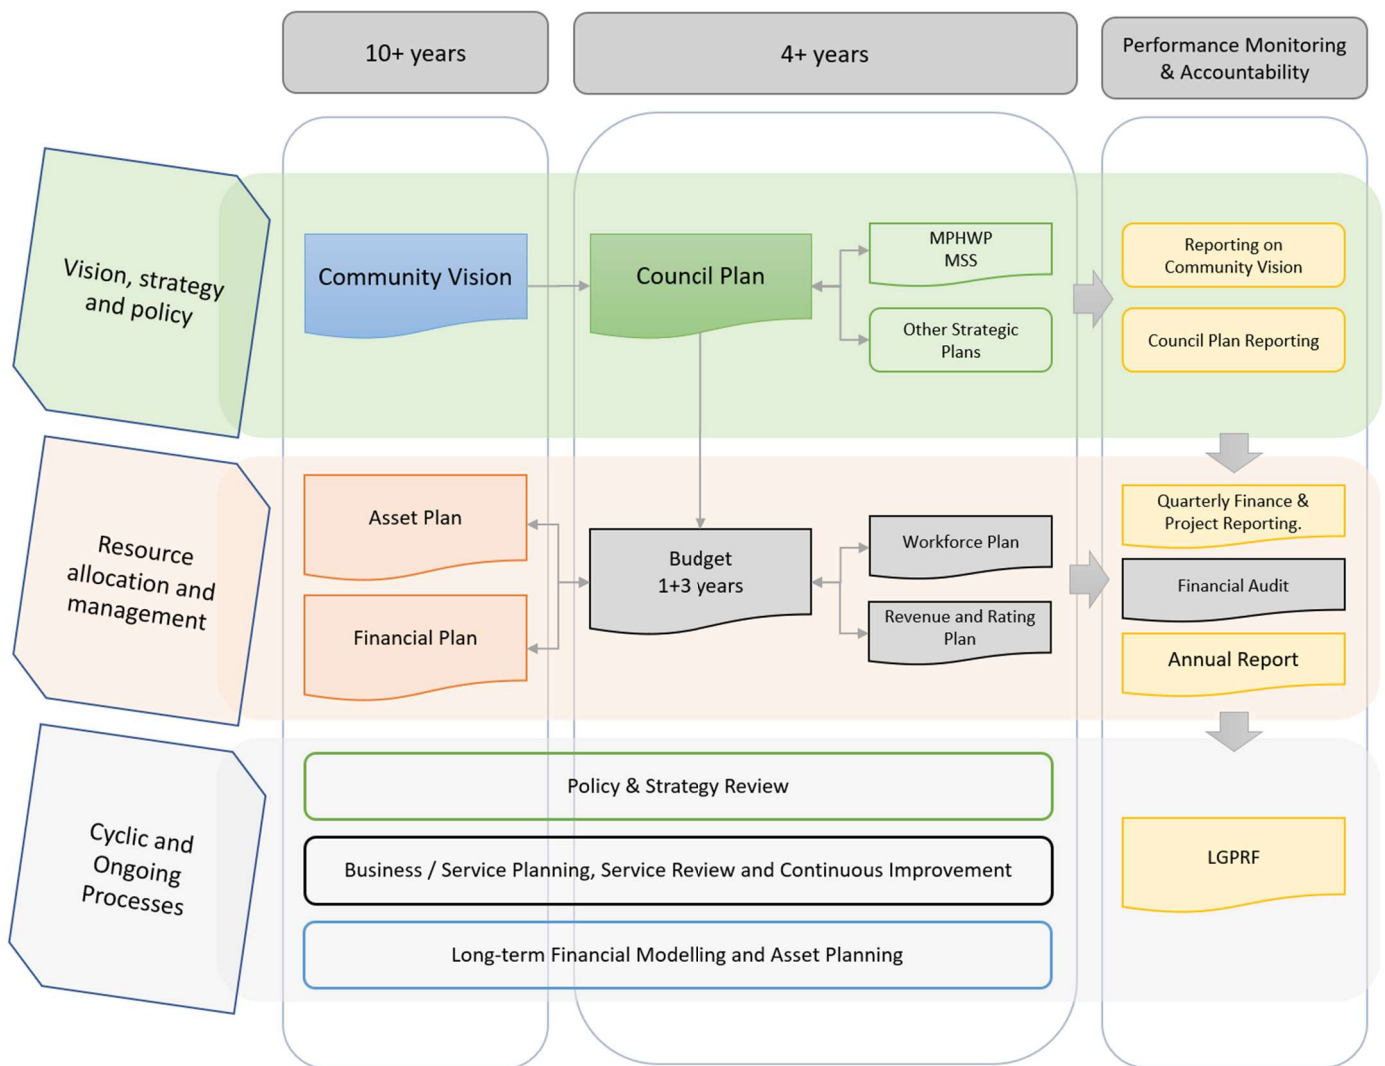 10+ years
4+ years
Performance Monitoring
& Accountability
Vision, strategy
and policy
Community Vision
Council Plan
MPHWP
MSS
Other Strategic
Plans
Reporting on
Community Vision
Council Plan Reporting
Resource
allocation and
management
Asset Plan
Financial Plan
Budget
1+3 years
Workforce Plan
Revenue and Rating
Plan
Quarterly Finance &
Project Reporting.
Financial Audit
Annual Report
Cyclic and
Ongoing
Processes
Policy & Strategy Review
Business / Service Planning, Service Review and Continuous Improvement
Long-term Financial Modelling and Asset Planning
LGPRF